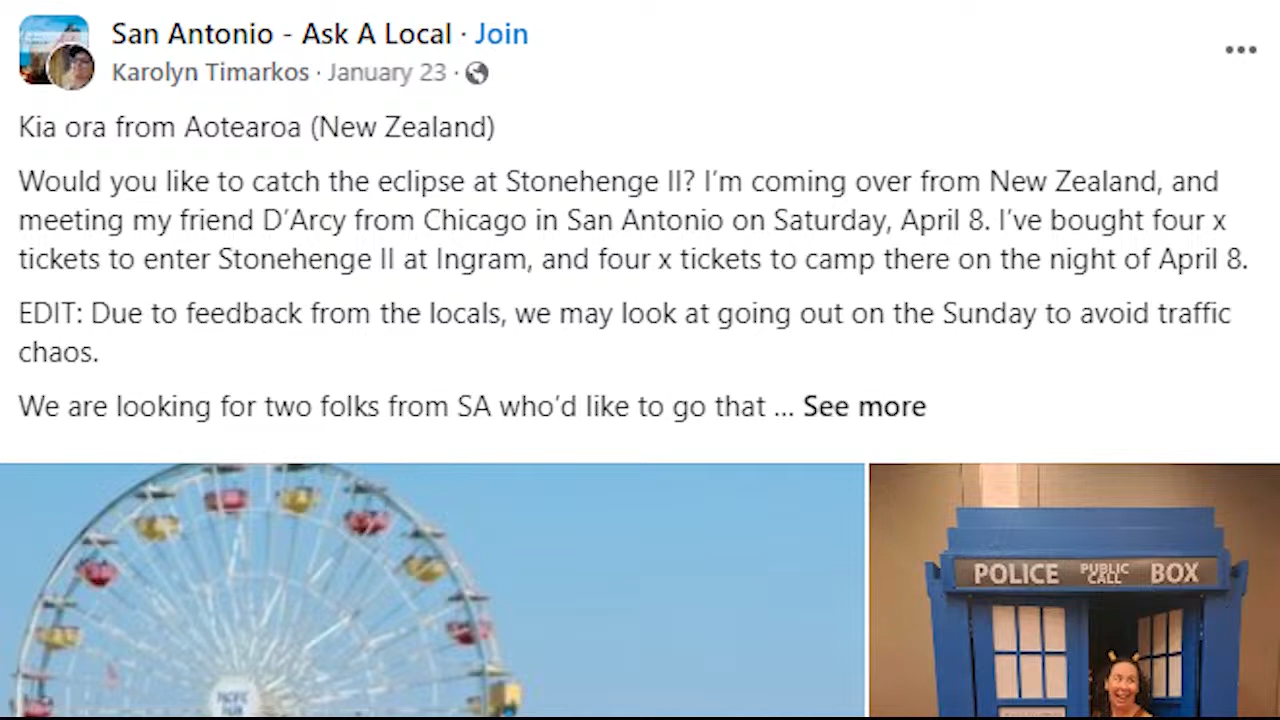 San Antonio - Ask A Local · Join
Karolyn Timarkos · January 23 ·
Kia ora from Aotearoa (New Zealand)
Would you like to catch the eclipse at Stonehenge II? I'm coming over from New Zealand, and
meeting my friend D'Arcy from Chicago in San Antonio on Saturday, April 8. I've bought four x
tickets to enter Stonehenge II at Ingram, and four x tickets to camp there on the night of April 8.
EDIT: Due to feedback from the locals, we may look at going out on the Sunday to avoid traffic
chaos.
We are looking for two folks from SA who'd like to go that ... See more
POLICE PUBLIC CALL BOX
PACIFIC